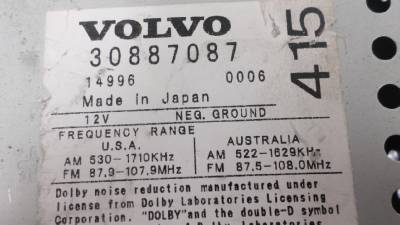 VOLVO
30887087
14996 0006
415
Made in Japan
12V NEG. GROUND
FREQUENCY RANGE
U.S.A. AUSTRALIA
AM 530-1710KHz AM 522-1629KHz
FM 87.9-107.9MHz FM 87.5-108.0MHz
Dolby noise reduction manufactured under
license from Dolby Laboratories Licensing
Corporation. "DOLBY" and the double-D symbol